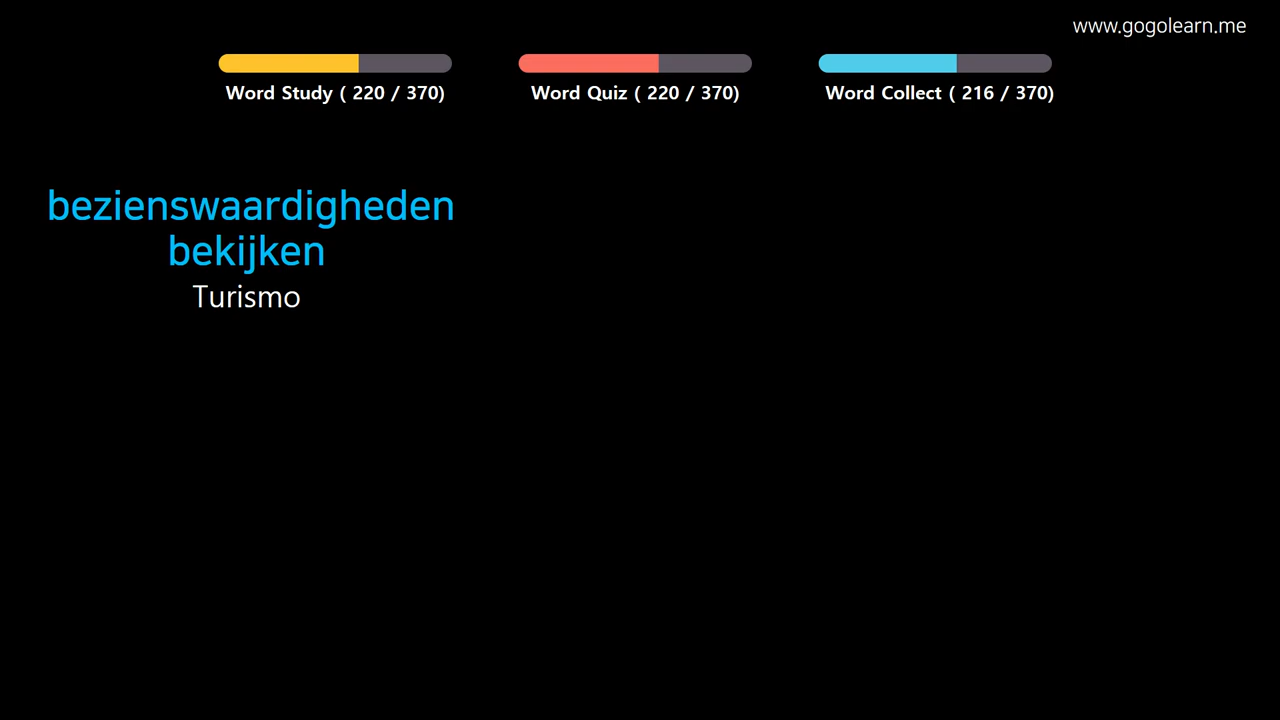 www.gogolearn.me
Word Study ( 220 / 370)
Word Quiz ( 220 / 370)
Word Collect ( 216 / 370)
bezienswaardigheden
bekijken
Turismo